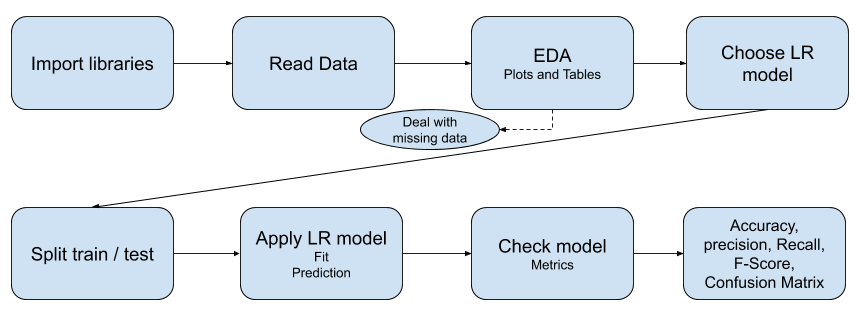 Import libraries
Read Data
EDA
Plots and Tables
Choose LR
model
Deal with
missing data
Split train / test
Apply LR model
Fit
Prediction
Check model
Metrics
Accuracy,
precision, Recall,
F-Score,
Confusion Matrix